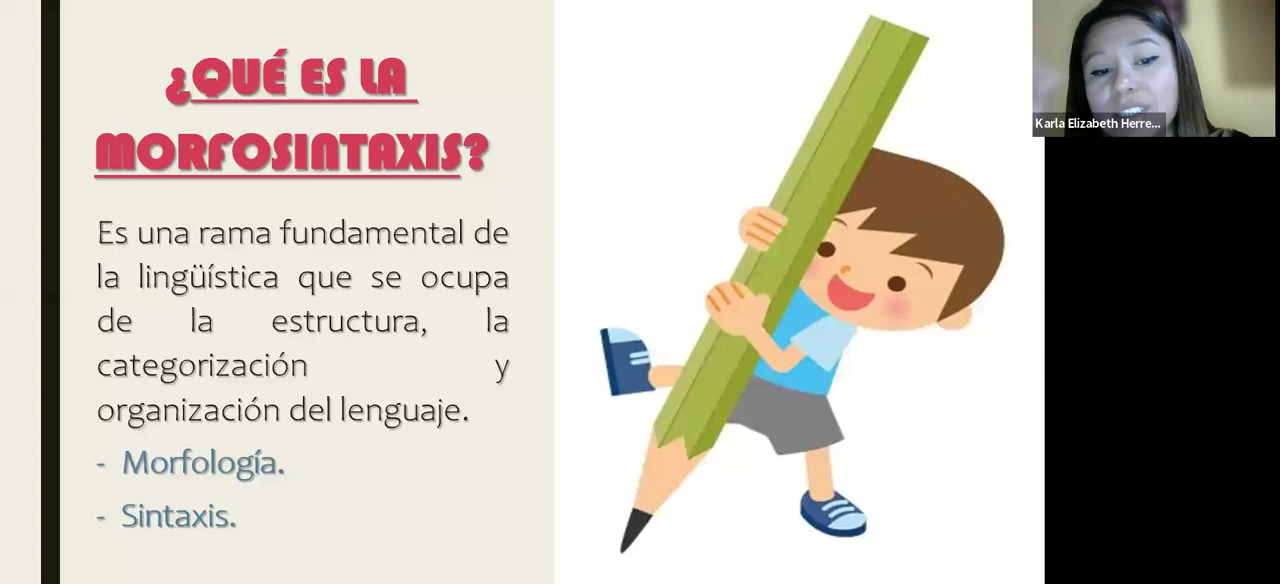 ¿QUÉ ES LA
MORFOSINTAXIS?
Es una rama fundamental de
la lingüística que se ocupa
de la estructura, la
categorización y
organización del lenguaje.
- Morfología.
- Sintaxis.
Karla Elizabeth Herre...